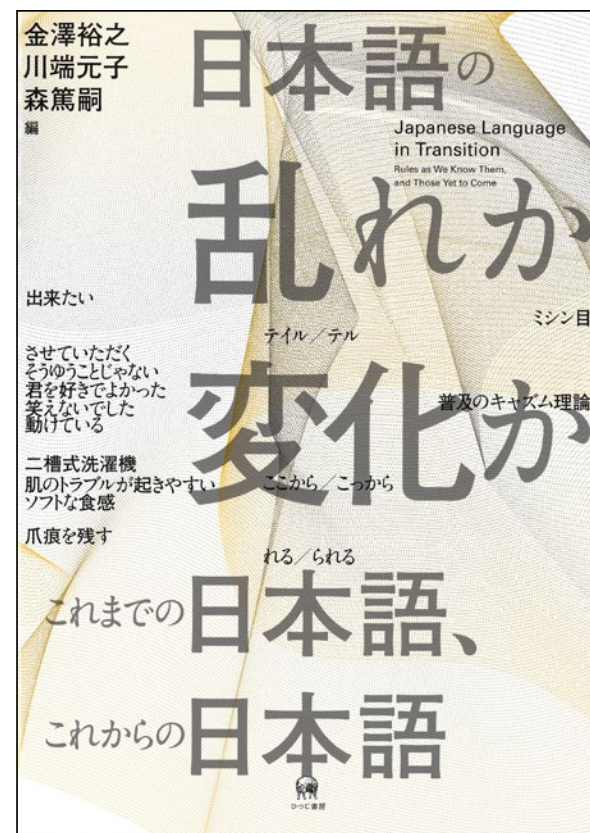 金澤裕之
川端元子
森篤嗣
編
日本語の
Japanese Language
in Transition
Rules as We Know Them,
and Those Yet to Come
乱れか
出来たい
ミシン目
テイル／テル
させていただく
そうゆうことじゃない
君を好きでよかった
笑えないでした
動けている
変化か
普及のキャズム理論
二槽式洗濯機
肌のトラブルが起きやすい
ソフトな食感
ここから／こっから
爪痕を残す
れる／られる
これまでの日本語、
これからの日本語
ひつじ書房